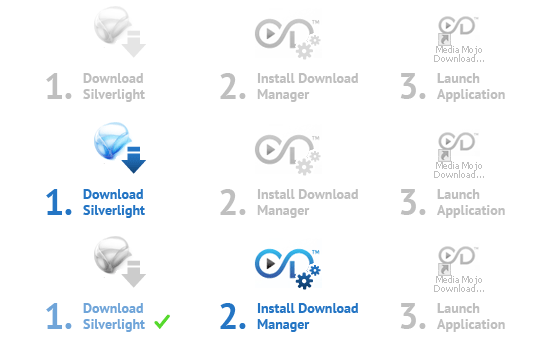 Media Mojo
Download...
1. Download
Silverlight
2. Install Download
Manager
3. Launch
Application
Media Mojo
Download...
1. Download
Silverlight
2. Install Download
Manager
3. Launch
Application
Media Mojo
Download...
1. Download
Silverlight
2. Install Download
Manager
3. Launch
Application